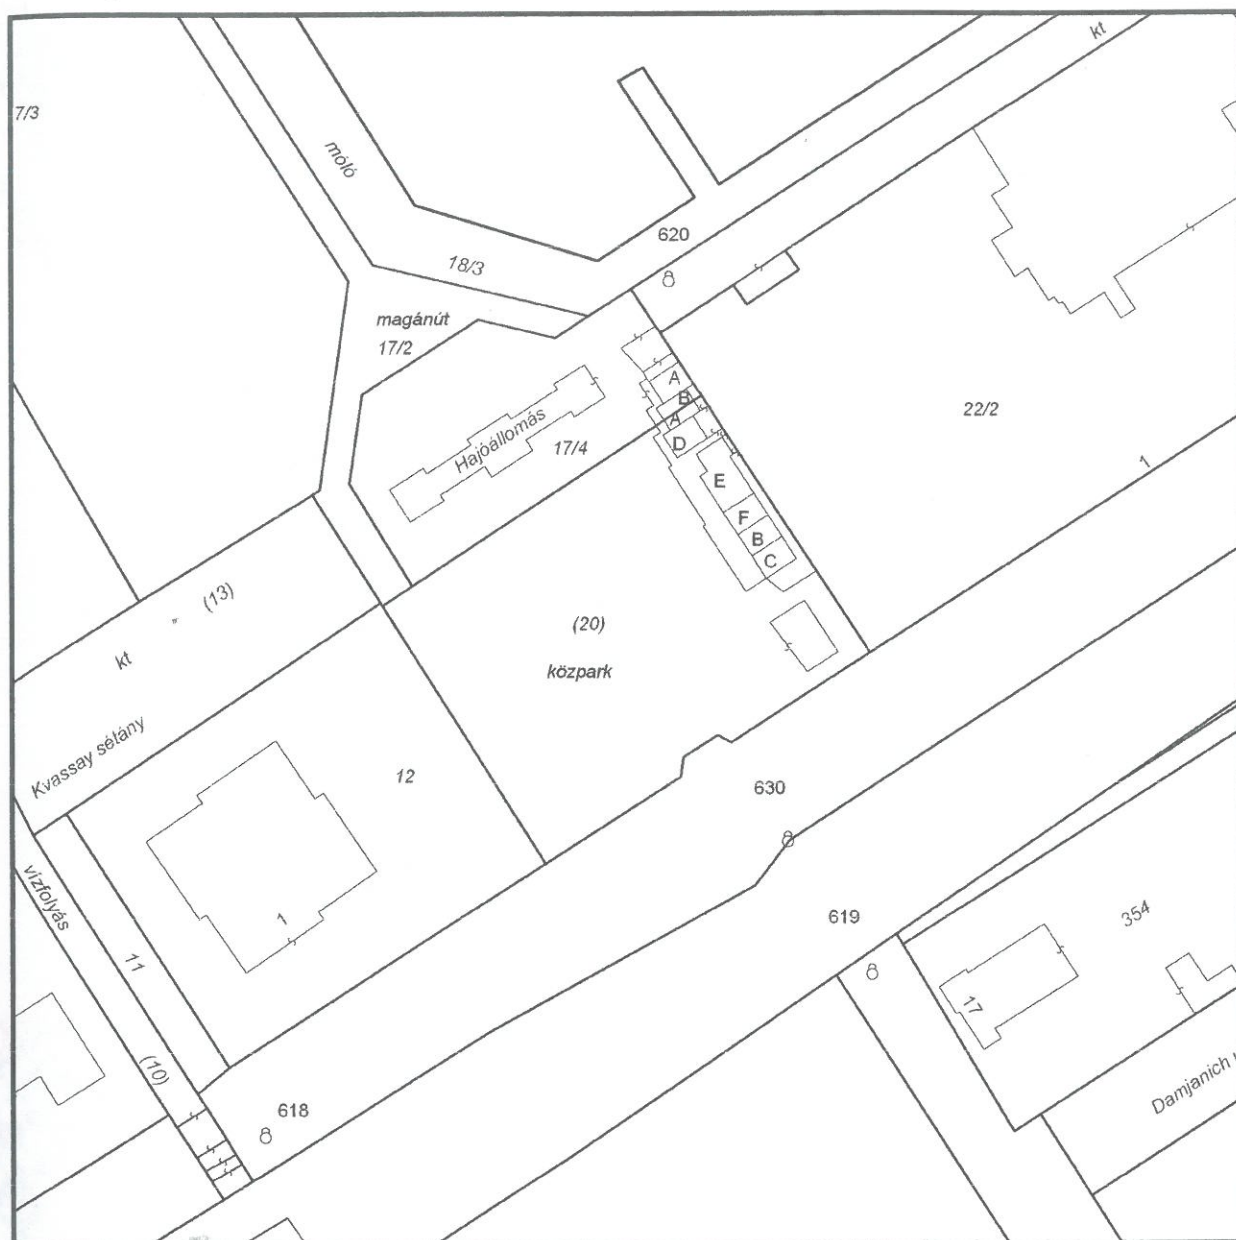 kt
7/3
móló
620
18/3
magánút
17/2
A
B
A
D
22/2
Hajóállomás
17/4
1
E
F
B
C
(13)
kt
(20)
közpark
Kvassay sétány
12
630
vízfolyás
1
619
354
11
17
(10)
Damjanich
618